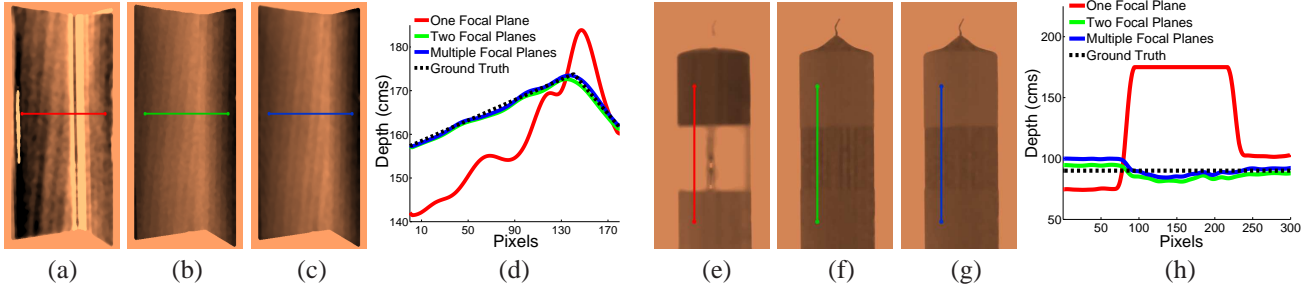 One Focal Plane
Two Focal Planes
Multiple Focal Planes
Ground Truth
Depth (cms)
180
170
160
150
140
10 50 90 130 170
Pixels
One Focal Plane
Two Focal Planes
Multiple Focal Planes
Ground Truth
Depth (cms)
200
150
100
50
50 100 150 200 300
Pixels
(a) (b) (c) (d) (e) (f) (g) (h)